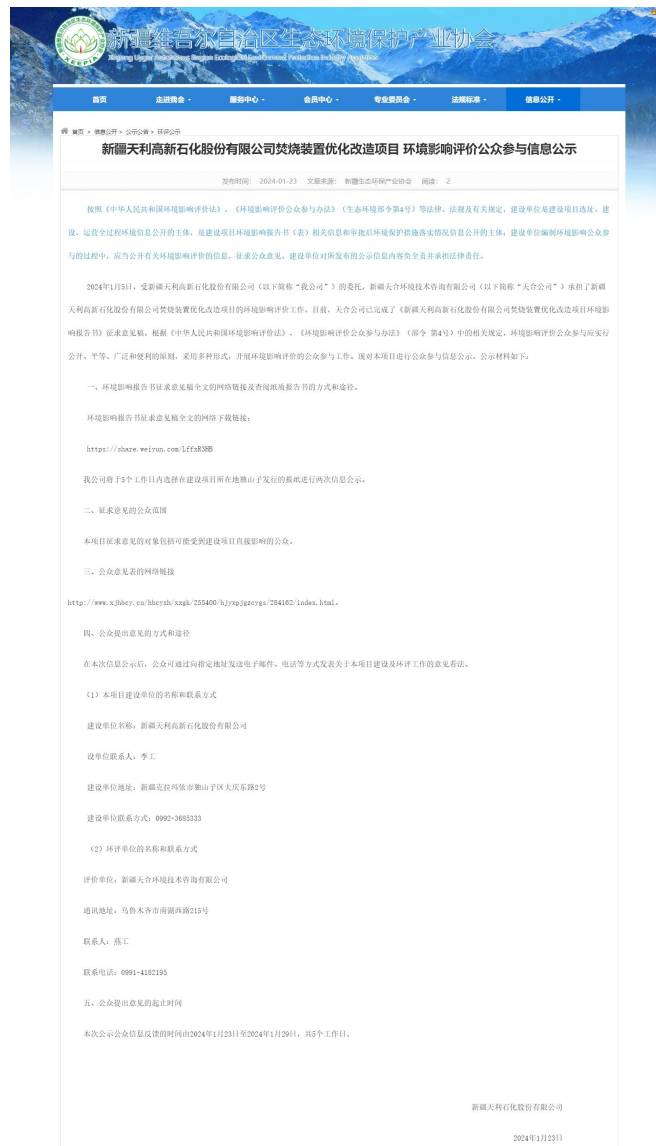 新疆维吾尔自治区生态环境保护产业协会
Xinjiang Uygur Autonomous Region Ecological Environmental Protection Industry Association
XEEPIA
首页 走进我会 服务中心 会员中心 专业委员会 法规标准 信息公开
首页 > 信息公开 > 公示公告 > 环评公示
新疆天利高新石化股份有限公司焚烧装置优化改造项目 环境影响评价公众参与信息公示
发布时间: 2024-01-23 文章来源: 新疆生态环保产业协会 阅读: 2
按照《中华人民共和国环境影响评价法》、《环境影响评价公众参与办法》（生态环境部令第4号）等法律、法规及有关规定，建设单位是建设项目选址、建
设、运营全过程环境信息公开的主体，是建设项目环境影响报告书（表）相关信息和审批后环境保护措施落实情况信息公开的主体；建设单位编制环境影响公众参
与的过程中，应当公开有关环境影响评价的信息，征求公众意见。建设单位对所发布的公示信息内容负全责并承担法律责任。
2024年1月5日，受新疆天利高新石化股份有限公司（以下简称“我公司”）的委托，新疆天合环境技术咨询有限公司（以下简称“天合公司”）承担了新疆
天利高新石化股份有限公司焚烧装置优化改造项目的环境影响评价工作。目前，天合公司已完成了《新疆天利高新石化股份有限公司焚烧装置优化改造项目环境影
响报告书》征求意见稿。根据《中华人民共和国环境影响评价法》、《环境影响评价公众参与办法》（部令 第4号）中的相关规定，环境影响评价公众参与应实行
公开、平等、广泛和便利的原则，采用多种形式，开展环境影响评价的公众参与工作。现对本项目进行公众参与信息公示。公示材料如下：
一、环境影响报告书征求意见稿全文的网络链接及查阅纸质报告书的方式和途径。
环境影响报告书征求意见稿全文的网络下载链接：
https://share.weiyun.com/LffxR3HB
我公司将于5个工作日内选择在建设项目所在地独山子发行的报纸进行两次信息公示。
二、征求意见的公众范围
本项目征求意见的对象包括可能受到建设项目直接影响的公众。
三、公众意见表的网络链接
http://www.xjhbcy.cn/hbcyxh/xxgk/255400/hjyxpjgzcygs/284162/index.html。
四、公众提出意见的方式和途径
在本次信息公示后，公众可通过向指定地址发送电子邮件、电话等方式发表关于本项目建设及环评工作的意见看法。
（1）本项目建设单位的名称和联系方式
建设单位名称：新疆天利高新石化股份有限公司
设单位联系人：李工
建设单位地址：新疆克拉玛依市独山子区大庆东路2号
建设单位联系方式：0992-3685333
（2）环评单位的名称和联系方式
评价单位：新疆天合环境技术咨询有限公司
通讯地址：乌鲁木齐市南湖西路215号
联系人：燕工
联系电话：0991-4182195
五、公众提出意见的起止时间
本次公示公众信息反馈的时间由2024年1月23日至2024年1月29日，共5个工作日。
新疆天利石化股份有限公司
2024年1月23日